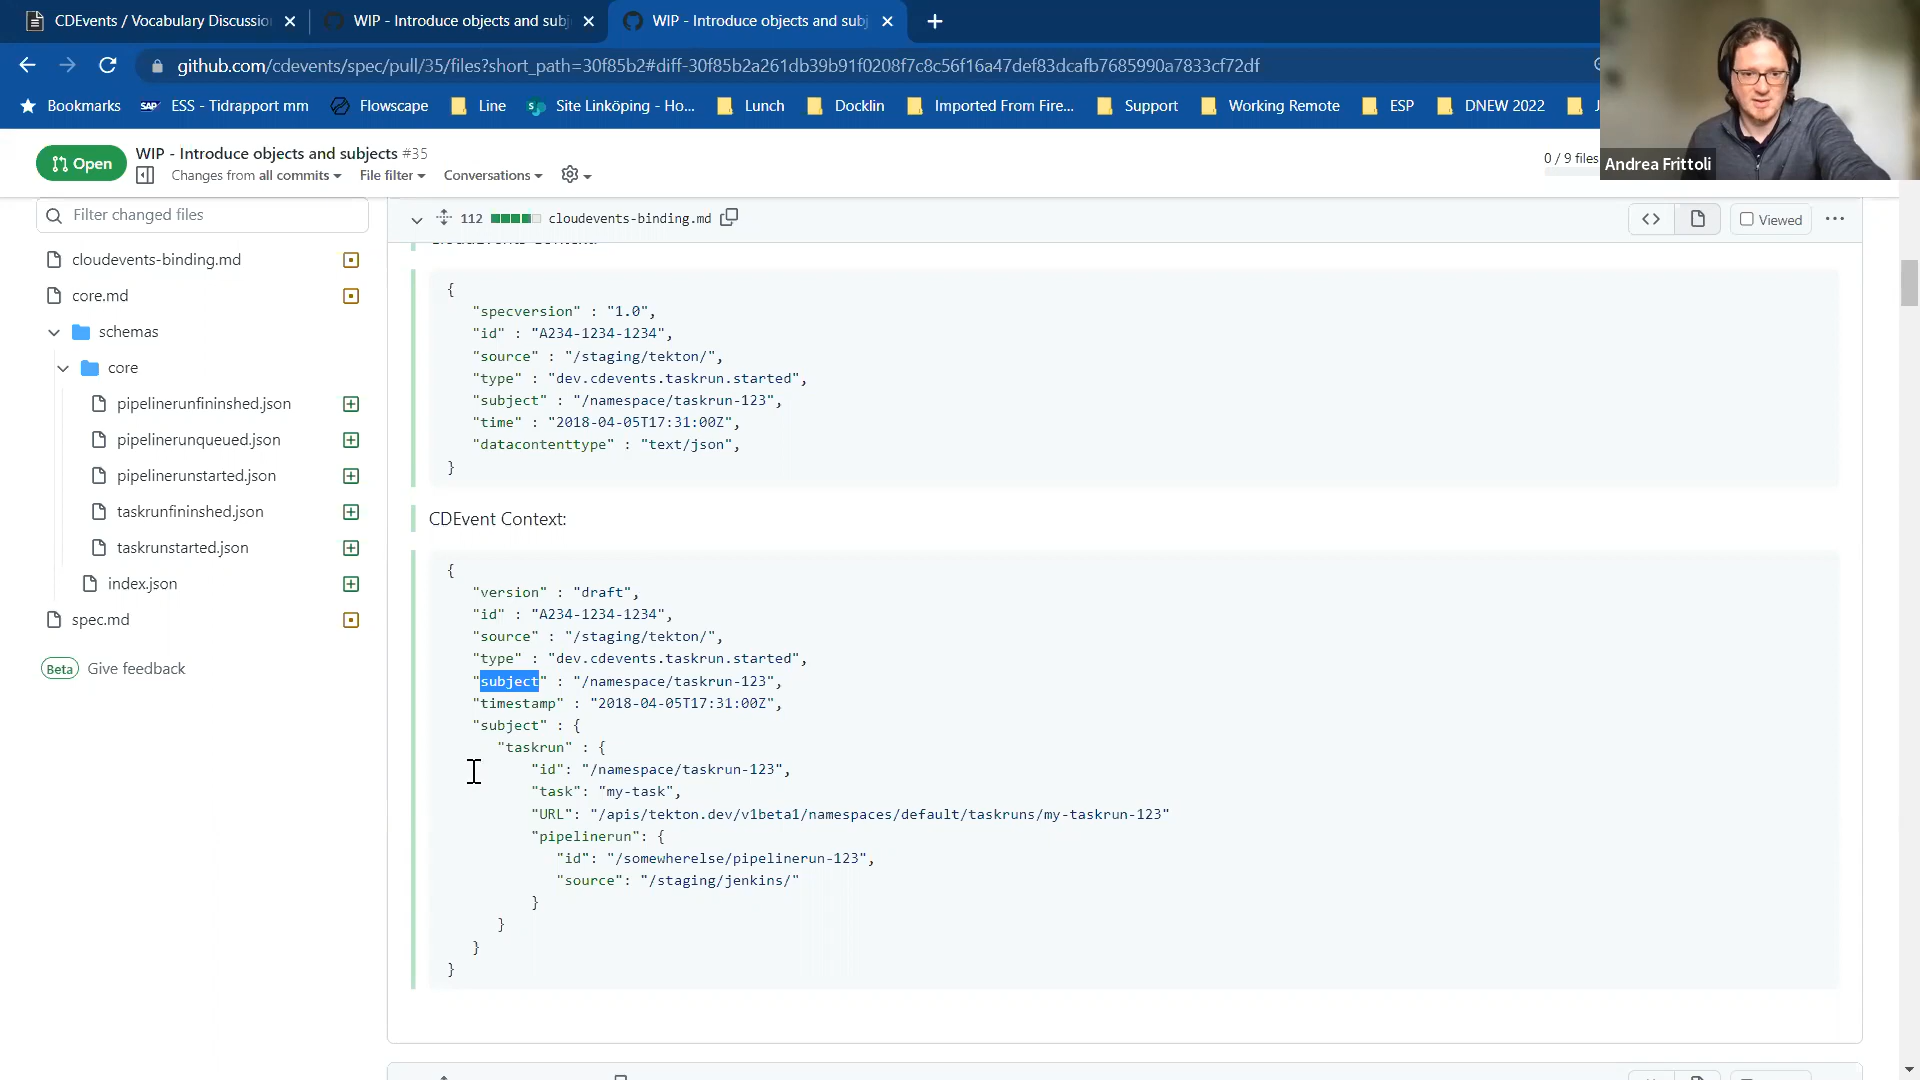 CDEvents / Vocabulary Discussio
WIP - Introduce objects and subj
WIP - Introduce objects and subj
github.com/cdevents/spec/pull/35/files?short_path=30f85b2#diff-30f85b2a261db39b91f0208f7c8c56f16a47def83dcafb7685990a7833cf72df
Bookmarks
SAP ESS - Tidrapport mm
Flowscape
Line
Site Linköping - Ho...
Lunch
Docklin
Imported From Fire...
Support
Working Remote
ESP
DNEW 2022
Andrea Frittoli
Open
WIP - Introduce objects and subjects #35
Changes from all commits
File filter
Conversations
0 / 9 files
Filter changed files
cloudevents-binding.md
core.md
schemas
core
pipelinerunfininshed.json
pipelinerunqueued.json
pipelinerunstarted.json
taskrunfininshed.json
taskrunstarted.json
index.json
spec.md
Beta Give feedback
112 cloudevents-binding.md
Viewed
{
"specversion" : "1.0",
"id" : "A234-1234-1234",
"source" : "/staging/tekton/",
"type" : "dev.cdevents.taskrun.started",
"subject" : "/namespace/taskrun-123",
"time" : "2018-04-05T17:31:00Z",
"datacontenttype" : "text/json",
}
CDEvent Context:
{
"version" : "draft",
"id" : "A234-1234-1234",
"source" : "/staging/tekton/",
"type" : "dev.cdevents.taskrun.started",
"subject" : "/namespace/taskrun-123",
"timestamp" : "2018-04-05T17:31:00Z",
"subject" : {
"taskrun" : {
"id": "/namespace/taskrun-123",
"task": "my-task",
"URL": "/apis/tekton.dev/v1beta1/namespaces/default/taskruns/my-taskrun-123"
"pipelinerun": {
"id": "/somewherelse/pipelinerun-123",
"source": "/staging/jenkins/"
}
}
}
}